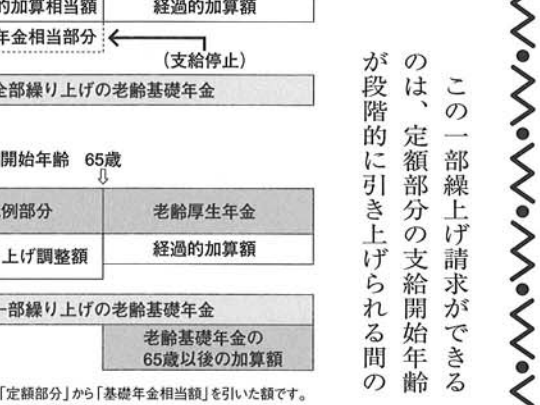 この一部繰上げ請求ができる
のは、定額部分の支給開始年齢
が段階的に引き上げられる間の
的加算相当額
経過的加算額
年金相当部分
(支給停止)
全部繰り上げの老齢基礎年金
開始年齢 65歳
例部分
老齢厚生年金
上げ調整額
経過的加算額
一部繰り上げの老齢基礎年金
老齢基礎年金の
65歳以後の加算額
「定額部分」から「基礎年金相当額」を引いた額です。